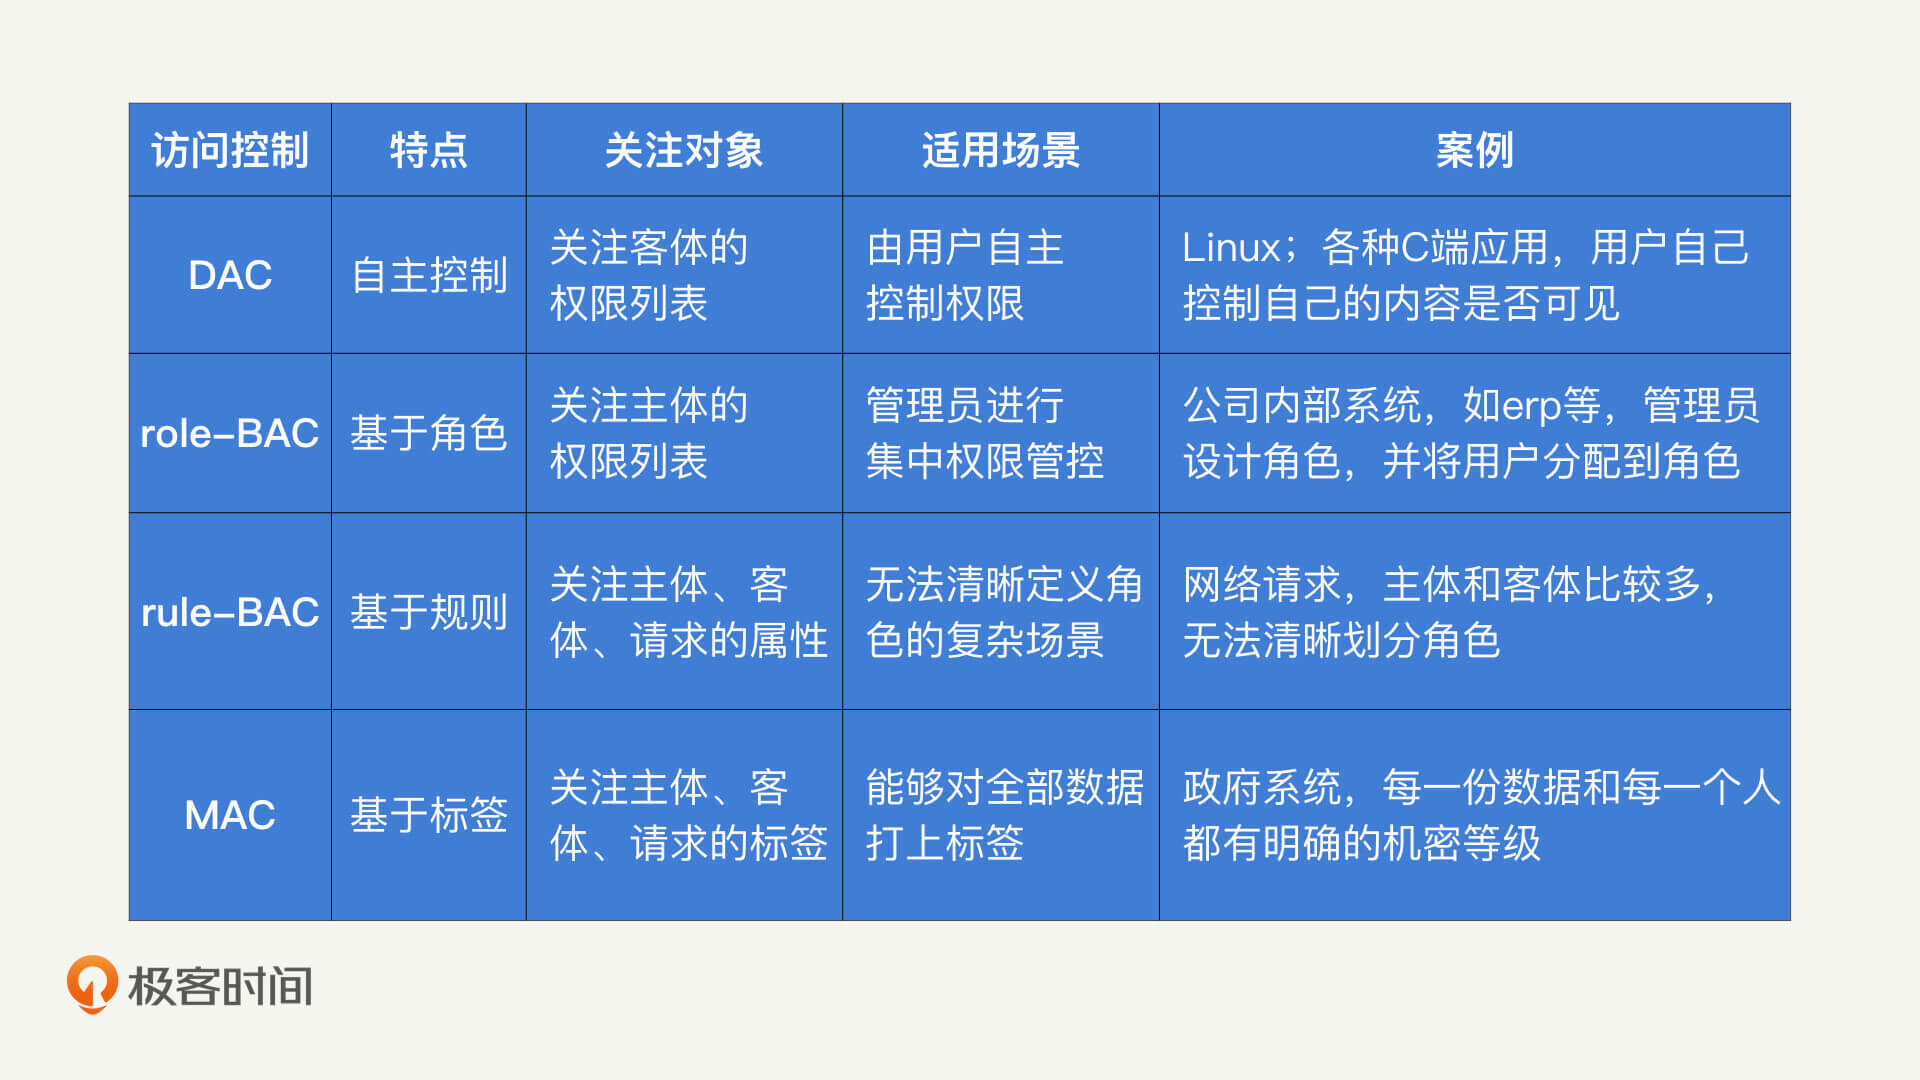 访问控制
特点
关注对象
适用场景
案例
DAC
自主控制
关注客体的
权限列表
由用户自主
控制权限
Linux；各种C端应用，用户自己
控制自己的内容是否可见
role-BAC
基于角色
关注主体的
权限列表
管理员进行
集中权限管控
公司内部系统，如erp等，管理员
设计角色，并将用户分配到角色
rule-BAC
基于规则
关注主体、客
体、请求的属性
无法清晰定义角
色的复杂场景
网络请求，主体和客体比较多，
无法清晰划分角色
MAC
基于标签
关注主体、客
体、请求的标签
能够对全部数据
打上标签
政府系统，每一份数据和每一个人
都有明确的机密等级
极客时间